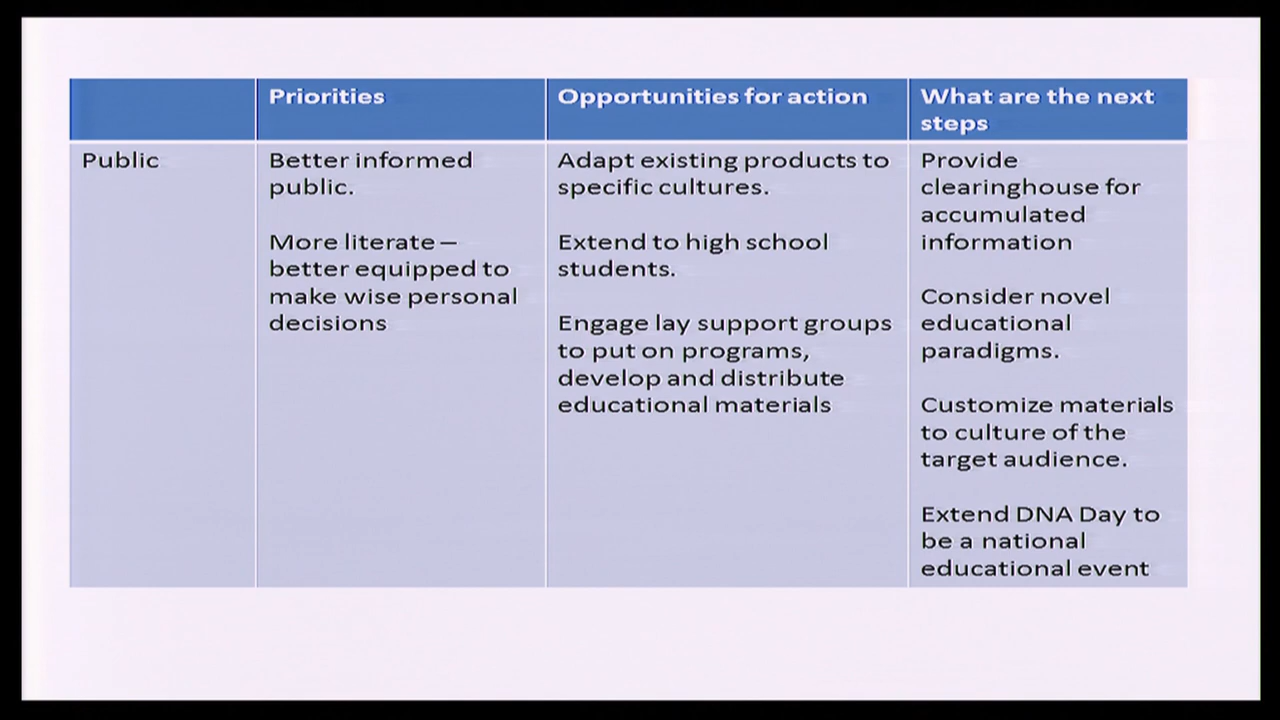 Priorities
Opportunities for action
What are the next
steps
Public
Better informed
public.
More literate –
better equipped to
make wise personal
decisions
Adapt existing products to
specific cultures.
Extend to high school
students.
Engage lay support groups
to put on programs,
develop and distribute
educational materials
Provide
clearinghouse for
accumulated
information
Consider novel
educational
paradigms.
Customize materials
to culture of the
target audience.
Extend DNA Day to
be a national
educational event